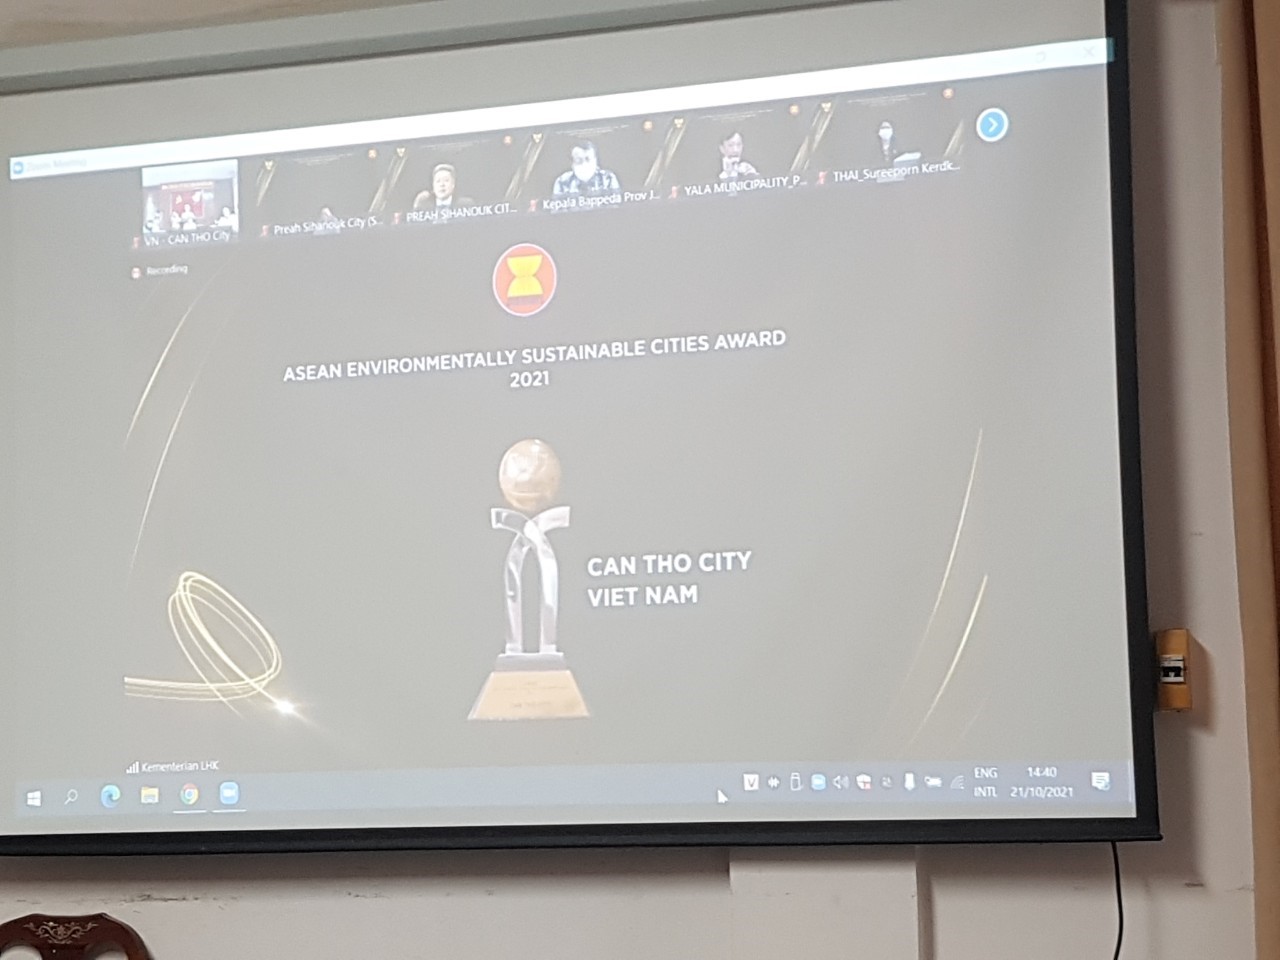 Zoom Meeting
VN - CAN THO City
Preah Sihanouk City (S...
PREAH SIHANOUK CIT...
Kepala Bappeda Prov J...
YALA MUNICIPALITY_P...
THAI_Sureeporn Kerdk...
Recording
ASEAN ENVIRONMENTALLY SUSTAINABLE CITIES AWARD
2021
CAN THO CITY
VIET NAM
Kementerian LHK
V
ENG
INTL
14:40
21/10/2021